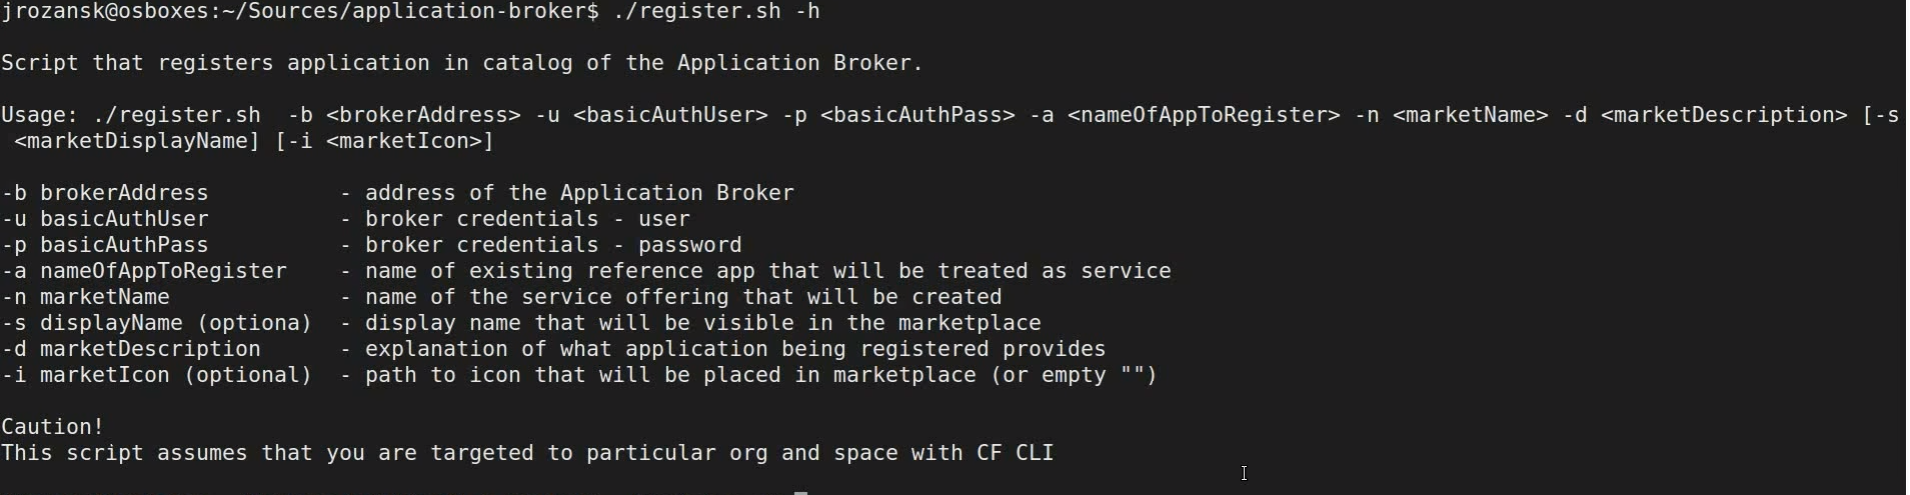 jrozansk@osboxes:~/Sources/application-broker$ ./register.sh -h
Script that registers application in catalog of the Application Broker.
Usage: ./register.sh  -b <brokerAddress> -u <basicAuthUser> -p <basicAuthPass> -a <nameOfAppToRegister> -n <marketName> -d <marketDescription> [-s
 <marketDisplayName] [-i <marketIcon>]
-b brokerAddress          - address of the Application Broker
-u basicAuthUser          - broker credentials - user
-p basicAuthPass          - broker credentials - password
-a nameOfAppToRegister    - name of existing reference app that will be treated as service
-n marketName             - name of the service offering that will be created
-s displayName (optiona)  - display name that will be visible in the marketplace
-d marketDescription      - explanation of what application being registered provides
-i marketIcon (optional)  - path to icon that will be placed in marketplace (or empty "")
Caution!
This script assumes that you are targeted to particular org and space with CF CLI